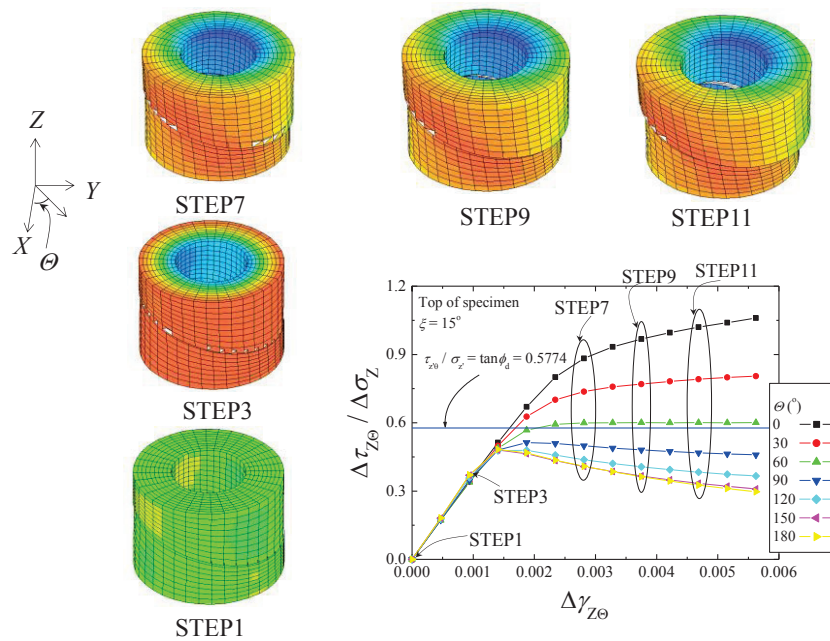 Z
Y
X
Θ
STEP7
STEP9
STEP11
STEP3
STEP1
Top of specimen
ξ = 15°
τz'θ / σz' = tanϕd = 0.5774
STEP7
STEP9
STEP11
STEP3
STEP1
ΔτZΘ / ΔσZ
1.2
0.9
0.6
0.3
0.0
0.000 0.001 0.002 0.003 0.004 0.005 0.006
ΔγZΘ
Θ (°)
0
30
60
90
120
150
180